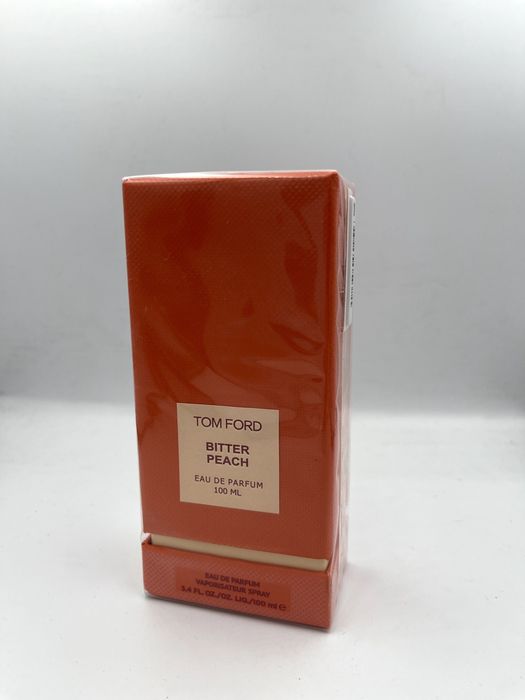 TOM FORD
BITTER
PEACH
EAU DE PARFUM
100 ML
EAU DE PARFUM
VAPORISATEUR SPRAY
3.4 FL. OZ./OZ. LIQ./100 ml ℮